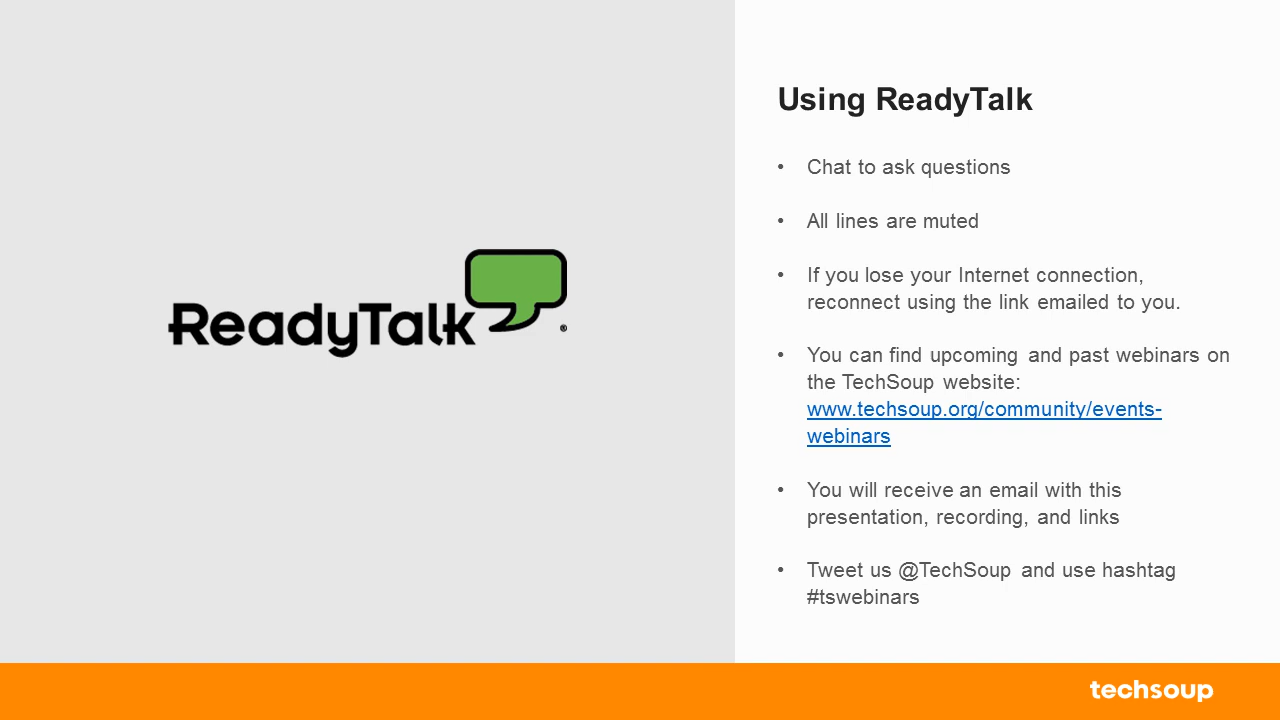 ReadyTalk
®
Using ReadyTalk
• Chat to ask questions
• All lines are muted
• If you lose your Internet connection,
reconnect using the link emailed to you.
• You can find upcoming and past webinars on
the TechSoup website:
www.techsoup.org/community/events-
webinars
• You will receive an email with this
presentation, recording, and links
• Tweet us @TechSoup and use hashtag
#tswebinars
techsoup